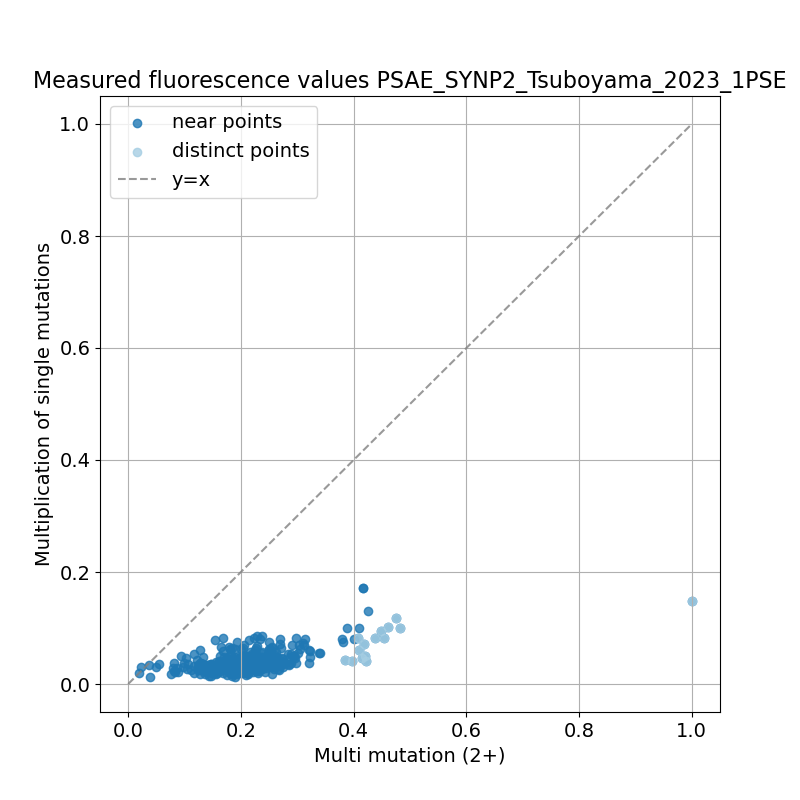 Measured fluorescence values PSAE_SYNP2_Tsuboyama_2023_1PSE
near points
distinct points
y=x
1.0
0.8
0.6
0.4
0.2
0.0
Multiplication of single mutations
0.0 0.2 0.4 0.6 0.8 1.0
Multi mutation (2+)